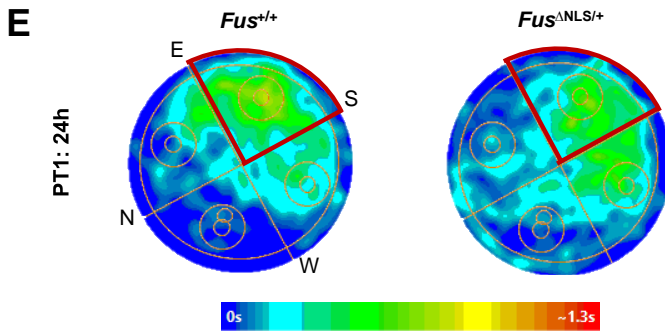 E
Fus+/+
FusΔNLS/+
E
S
PT1: 24h
N
W
0s
~1.3s